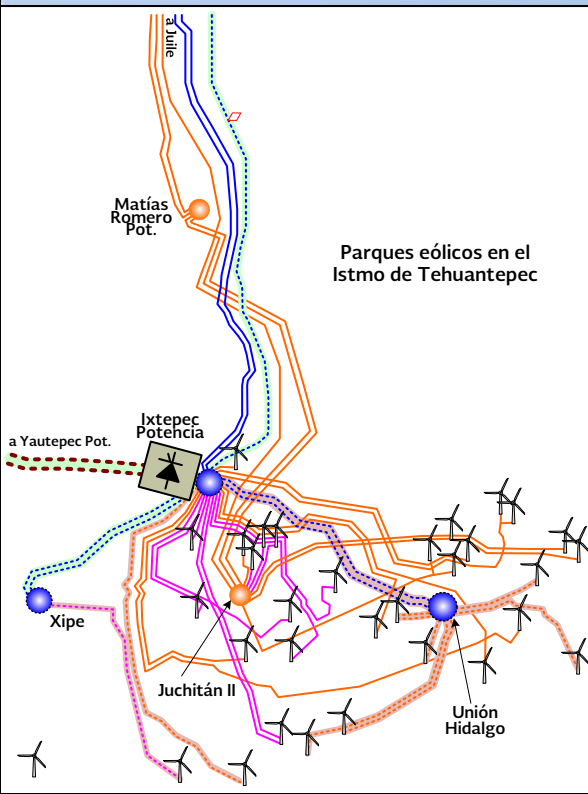 a Juile
Matías
Romero
Pot.
Parques eólicos en el
Istmo de Tehuantepec
Ixtepec
Potencia
a Yautepec Pot.
Xipe
Juchitán II
Unión
Hidalgo